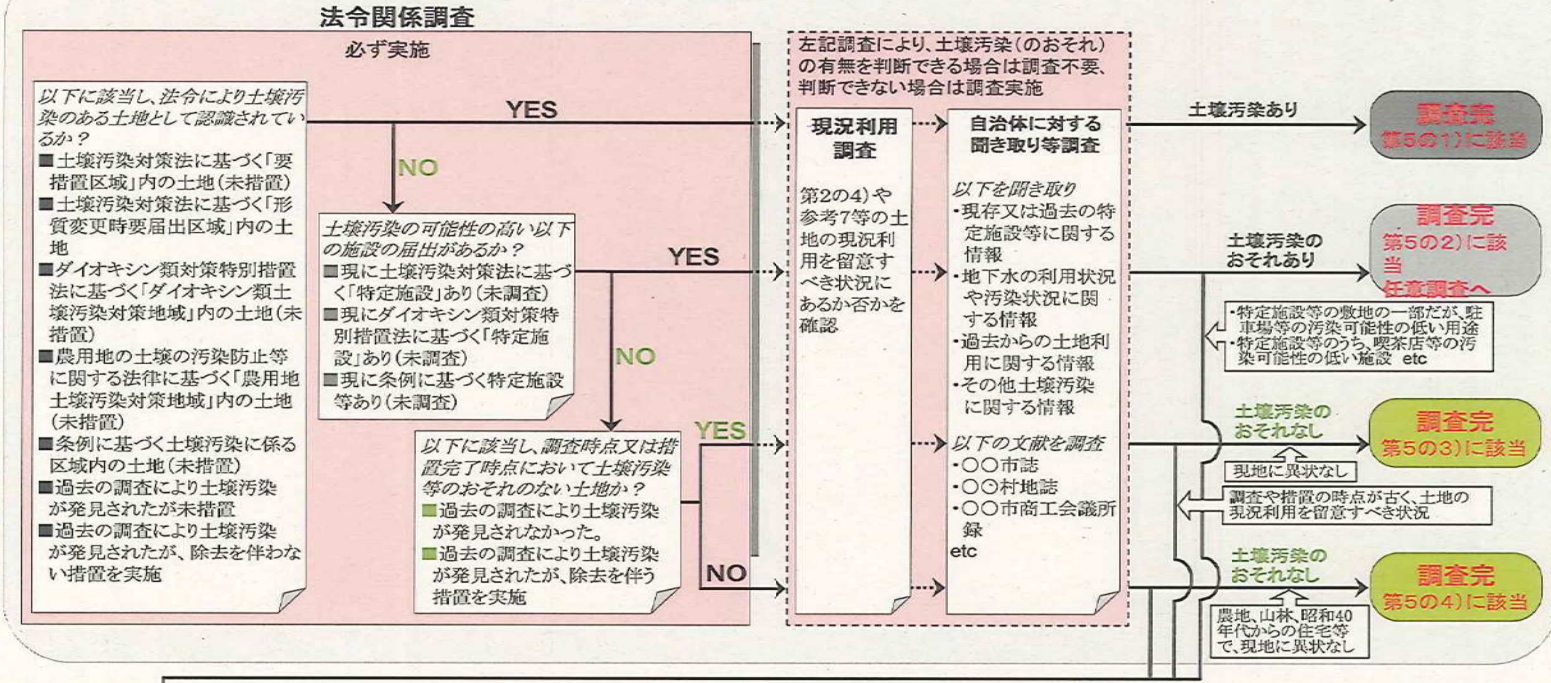 法令関係調査
必ず実施
以下に該当し、法令により土壌汚
染のある土地として認識されてい
るか?
■土壌汚染対策法に基づく「要
措置区域」内の土地(未措置)
■土壌汚染対策法に基づく「形
質変更時要届出区域」内の土
地
■ダイオキシン類対策特別措置
法に基づく「ダイオキシン類土
壌汚染対策地域」内の土地(未
措置)
■農用地の土壌の汚染防止等
に関する法律に基づく「農用地
土壌汚染対策地域」内の土地
(未措置)
■条例に基づく土壌汚染に係る
区域内の土地(未措置)
■過去の調査により土壌汚染
が発見されたが未措置
■過去の調査により土壌汚染
が発見されたが、除去を伴わな
い措置を実施
YES
NO
土壌汚染の可能性の高い以下
の施設の届出があるか?
■現に土壌汚染対策法に基づ
く「特定施設」あり(未調査)
■現にダイオキシン類対策特
別措置法に基づく「特定施
設」あり(未調査)
■現に条例に基づく特定施設
等あり(未調査)
YES
NO
以下に該当し、調査時点又は措
置完了時点において土壌汚染
等のおそれのない土地か?
■過去の調査により土壌汚染
が発見されなかった。
■過去の調査により土壌汚染
が発見されたが、除去を伴う
措置を実施
YES
NO
左記調査により、土壌汚染(のおそれ)
の有無を判断できる場合は調査不要、
判断できない場合は調査実施
現況利用
調査
第2の4)や
参考7等の土
地の現況利
用を留意す
べき状況に
あるか否かを
確認
自治体に対する
聞き取り等調査
以下を聞き取り
・現存又は過去の特
定施設等に関する
情報
・地下水の利用状況
や汚染状況に関
する情報
・過去からの土地利
用に関する情報
・その他土壌汚染
に関する情報
以下の文献を調査
・○○市誌
・○○村地誌
・○○市商工会議所
録
etc
土壌汚染あり
調査完
第5の1)に該当
土壌汚染の
おそれあり
調査完
第5の2)に該
当
任意調査へ
・特定施設等の敷地の一部だが、駐
車場等の汚染可能性の低い用途
・特定施設等のうち、喫茶店等の汚
染可能性の低い施設 etc
土壌汚染の
おそれなし
調査完
第5の3)に該当
現地に異状なし
調査や措置の時点が古く、土地の
現況利用を留意すべき状況
土壌汚染の
おそれなし
調査完
第5の4)に該当
農地、山林、昭和40
年代からの住宅等
で、現地に異状なし